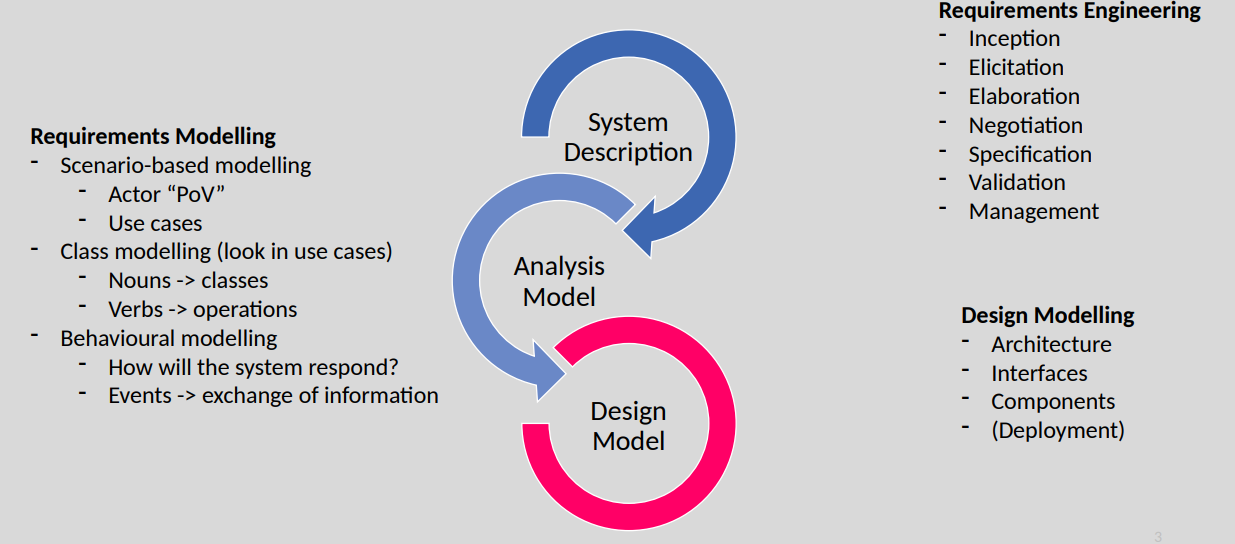 Requirements Engineering
- Inception
- Elicitation
- Elaboration
- Negotiation
- Specification
- Validation
- Management
Requirements Modelling
- Scenario-based modelling
- Actor “PoV”
- Use cases
- Class modelling (look in use cases)
- Nouns -> classes
- Verbs -> operations
- Behavioural modelling
- How will the system respond?
- Events -> exchange of information
System
Description
Analysis
Model
Design
Model
Design Modelling
- Architecture
- Interfaces
- Components
- (Deployment)
3